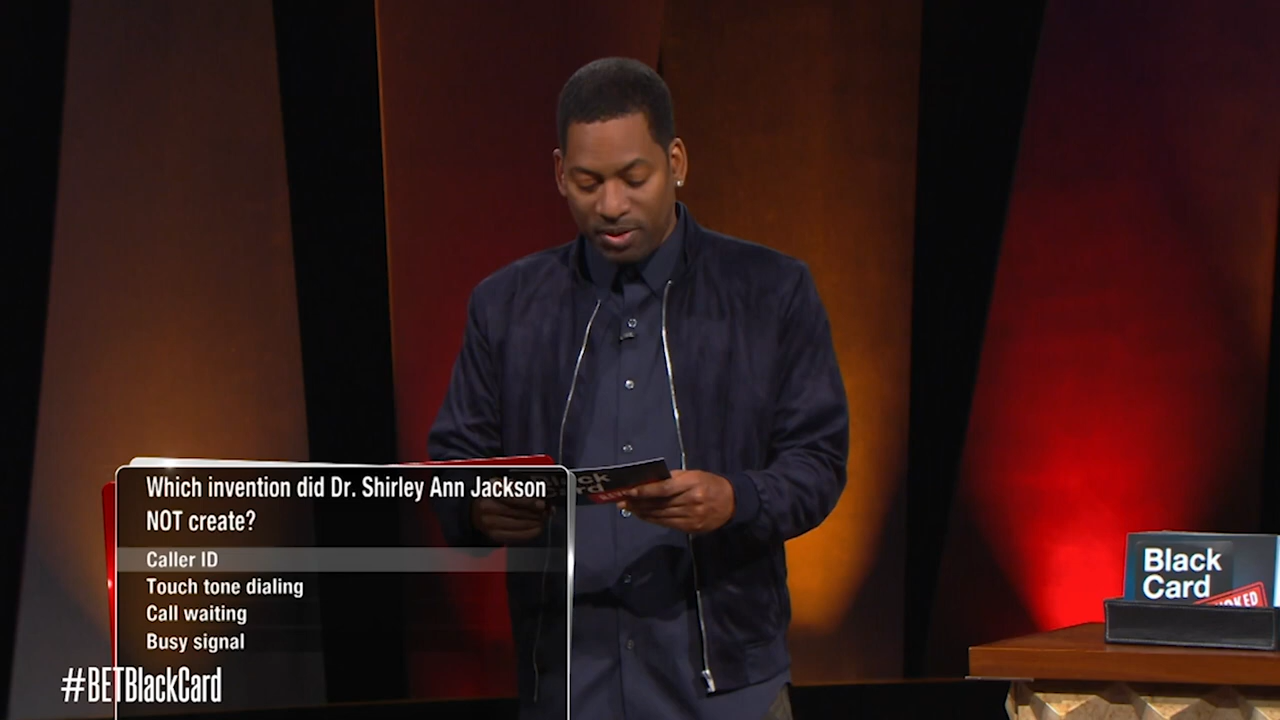 Which invention did Dr. Shirley Ann Jackson
NOT create?
Caller ID
Touch tone dialing
Call waiting
Busy signal
#BETBlackCard
Black
Card